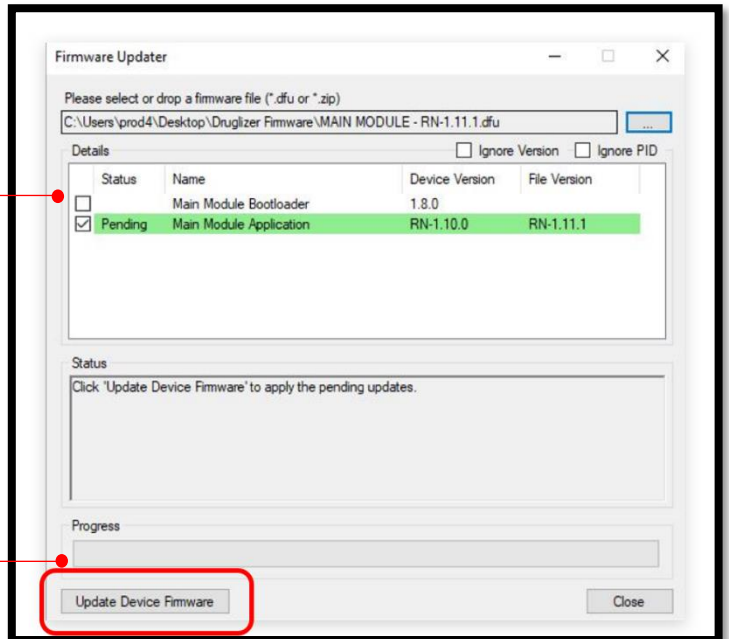 Firmware Updater
Please select or drop a firmware file (*.dfu or *.zip)
C:\Users\prod4\Desktop\Druglizer Firmware\MAIN MODULE - RN-1.11.1.dfu ...
Details Ignore Version Ignore PID
Status Name Device Version File Version
Main Module Bootloader 1.8.0
Pending Main Module Application RN-1.10.0 RN-1.11.1
Status
Click 'Update Device Firmware' to apply the pending updates.
Progress
Update Device Firmware Close